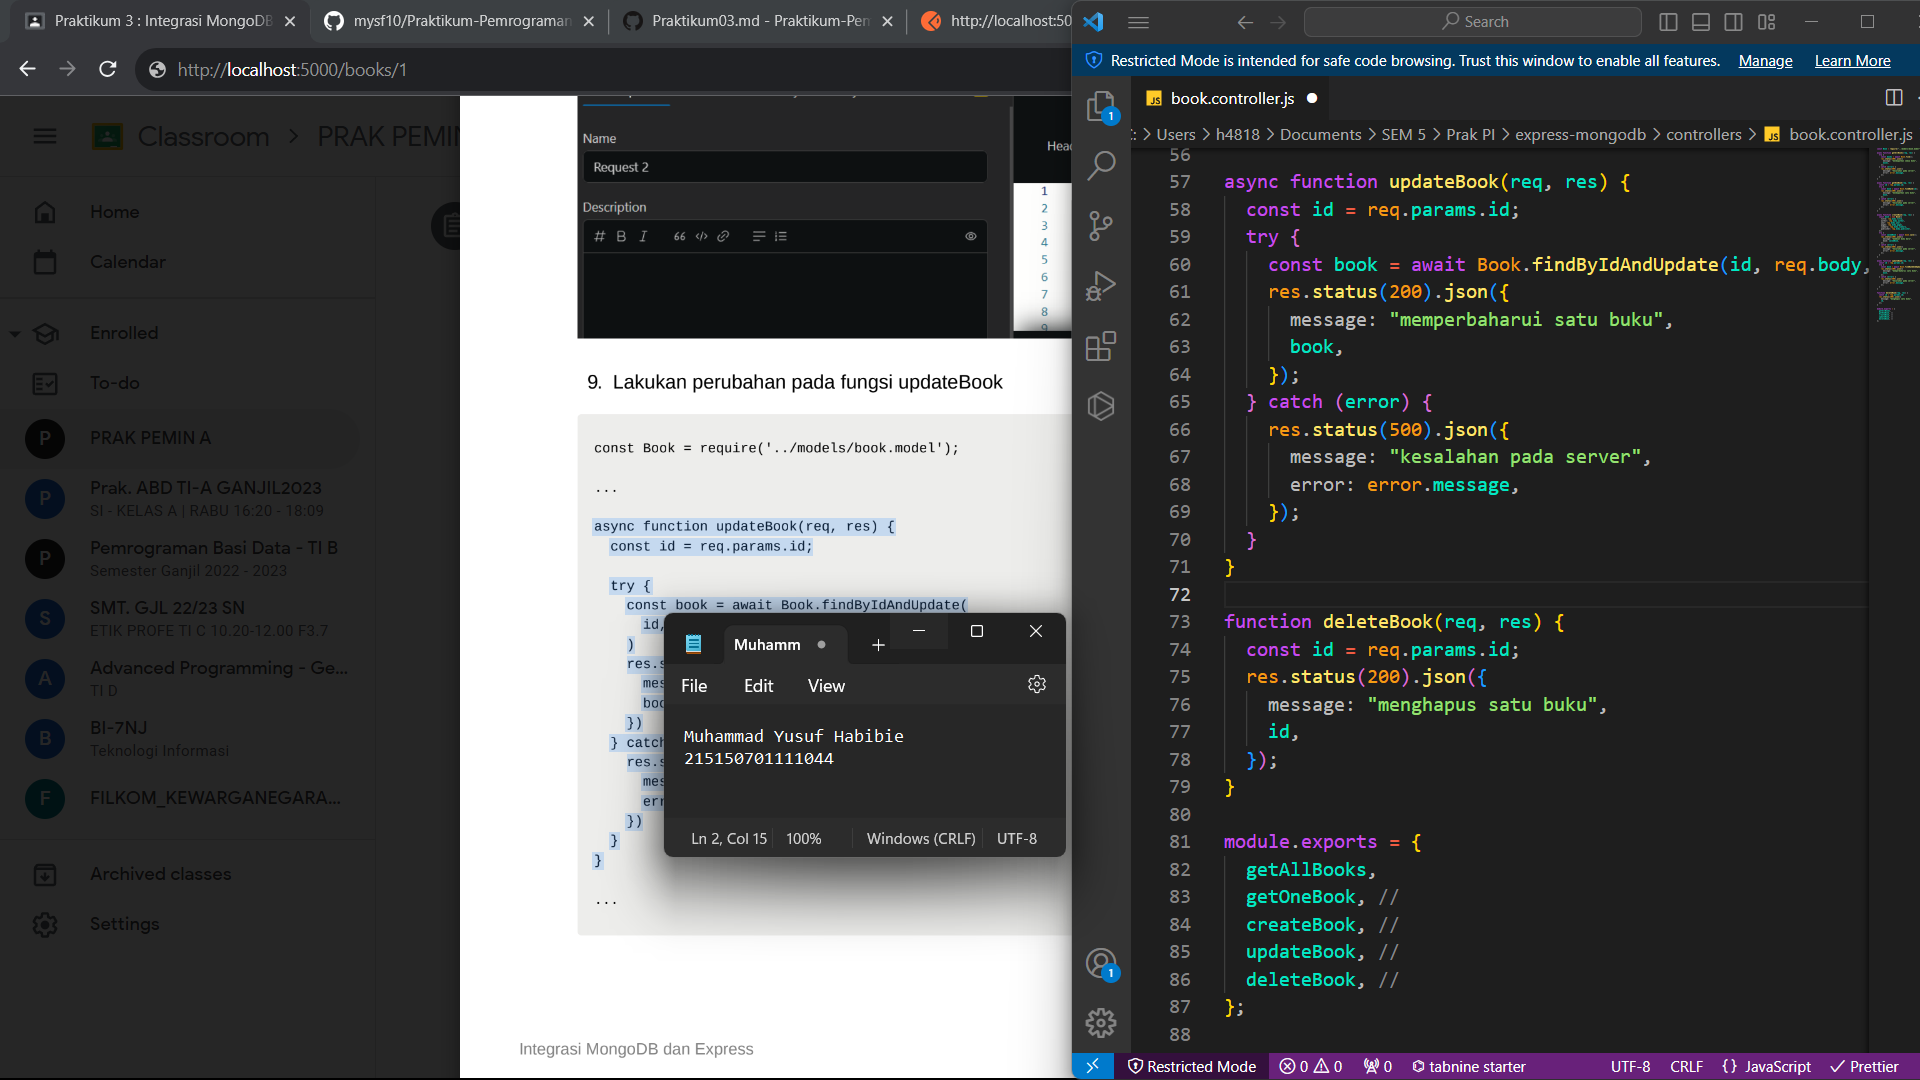 Praktikum 3 : Integrasi MongoDB
mysf10/Praktikum-Pemrograman
Praktikum03.md - Praktikum-Pem
http://localhost:50
http://localhost:5000/books/1
Classroom > PRAK PEMIN
Home
Calendar
Enrolled
To-do
P PRAK PEMIN A
P Prak. ABD TI-A GANJIL2023
SI - KELAS A | RABU 16:20 - 18:09
P Pemrograman Basi Data - TI B
Semester Ganjil 2022 - 2023
S SMT. GJL 22/23 SN
ETIK PROFE TI C 10.20-12.00 F3.7
A Advanced Programming - Ge...
TI D
B BI-7NJ
Teknologi Informasi
F FILKOM_KEWARGANEGARA...
Archived classes
Settings
Name
Request 2
Description
Head
1
2
3
4
5
6
7
8
9
9. Lakukan perubahan pada fungsi updateBook
const Book = require('../models/book.model');
...
async function updateBook(req, res) {
const id = req.params.id;
try {
const book = await Book.findByIdAndUpdate(
id,
)
res.s
mes
boo
})
} catch
res.s
mes
err
})
}
}
...
Integrasi MongoDB dan Express
Muhamm
File Edit View
Muhammad Yusuf Habibie
215150701111044
Ln 2, Col 15 100% Windows (CRLF) UTF-8
Search
Restricted Mode is intended for safe code browsing. Trust this window to enable all features. Manage Learn More
1
JS book.controller.js
: > Users > h4818 > Documents > SEM 5 > Prak PI > express-mongodb > controllers > JS book.controller.js
56
57 async function updateBook(req, res) {
58 const id = req.params.id;
59 try {
60 const book = await Book.findByIdAndUpdate(id, req.body,
61 res.status(200).json({
62 message: "memperbaharui satu buku",
63 book,
64 });
65 } catch (error) {
66 res.status(500).json({
67 message: "kesalahan pada server",
68 error: error.message,
69 });
70 }
71 }
72
73 function deleteBook(req, res) {
74 const id = req.params.id;
75 res.status(200).json({
76 message: "menghapus satu buku",
77 id,
78 });
79 }
80
81 module.exports = {
82 getAllBooks,
83 getOneBook, //
84 createBook, //
85 updateBook, //
86 deleteBook, //
87 };
88
1
Restricted Mode 0 0 0 tabnine starter UTF-8 CRLF {} JavaScript Prettier